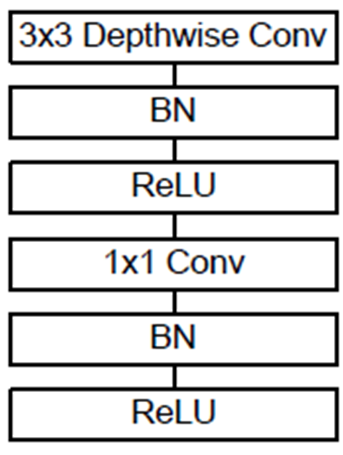 3x3 Depthwise Conv
BN
ReLU
1x1 Conv
BN
ReLU